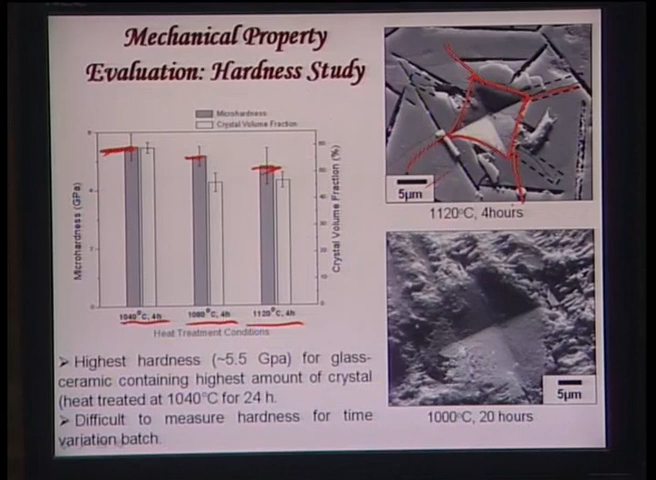 Mechanical Property
Evaluation: Hardness Study
Microhardness
Crystal Volume Fraction
Microhardness (GPa)
Crystal Volume Fraction (%)
1040°C, 4h
1080°C, 4h
1120°C, 4h
Heat Treatment Conditions
➢ Highest hardness (~5.5 Gpa) for glass-
ceramic containing highest amount of crystal
(heat treated at 1040°C for 24 h.
➢ Difficult to measure hardness for time
variation batch.
5µm
1120°C, 4hours
5µm
1000°C, 20 hours